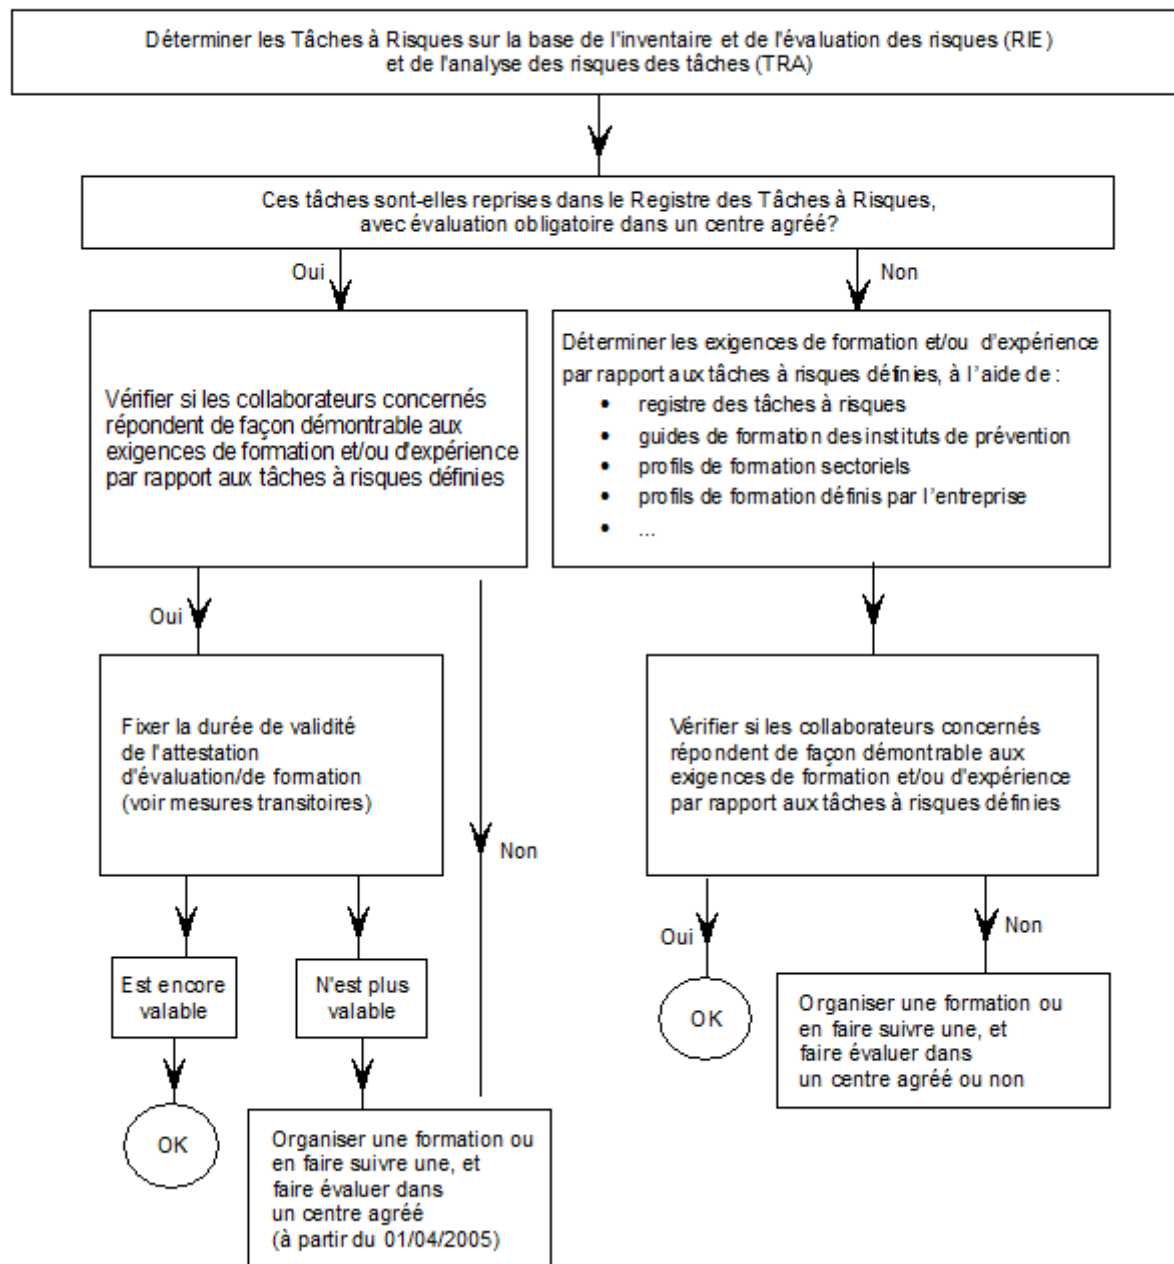 Déterminer les Tâches à Risques sur la base de l'inventaire et de l'évaluation des risques (RIE)
et de l'analyse des risques des tâches (TRA)
Ces tâches sont-elles reprises dans le Registre des Tâches à Risques,
avec évaluation obligatoire dans un centre agréé?
Oui
Non
Vérifier si les collaborateurs concernés
répondent de façon démontrable aux
exigences de formation et/ou d'expérience
par rapport aux tâches à risques définies
Déterminer les exigences de formation et/ou d'expérience
par rapport aux tâches à risques définies, à l'aide de :
• registre des tâches à risques
• guides de formation des instituts de prévention
• profils de formation sectoriels
• profils de formation définis par l'entreprise
• ...
Oui
Fixer la durée de validité
de l'attestation
d'évaluation/de formation
(voir mesures transitoires)
Non
Vérifier si les collaborateurs concernés
répondent de façon démontrable aux
exigences de formation et/ou d'expérience
par rapport aux tâches à risques définies
Oui
Non
Est encore
valable
N'est plus
valable
OK
Organiser une formation ou
en faire suivre une, et
faire évaluer dans
un centre agréé ou non
OK
Organiser une formation ou
en faire suivre une, et
faire évaluer dans
un centre agréé
(à partir du 01/04/2005)